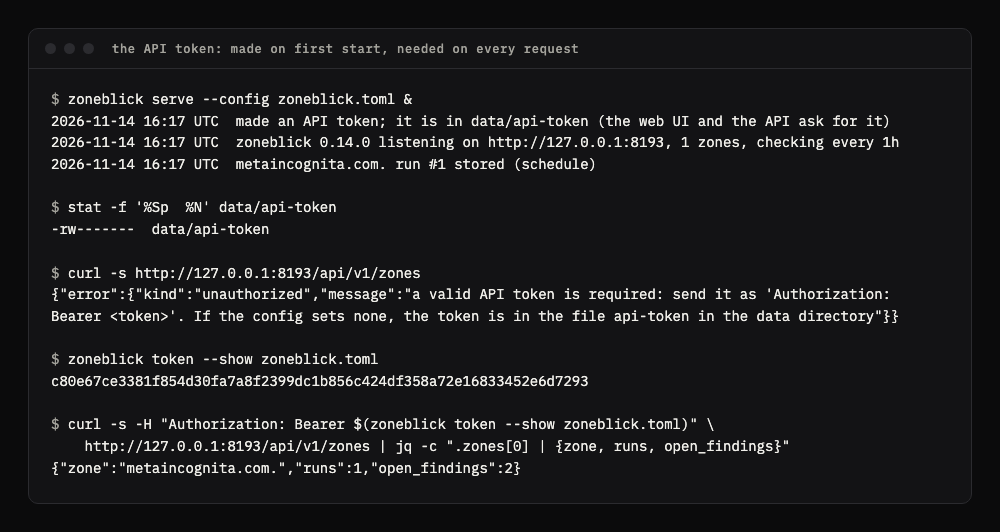 the API token: made on first start, needed on every request
$ zoneblick serve --config zoneblick.toml &
2026-11-14 16:17 UTC  made an API token; it is in data/api-token (the web UI and the API ask for it)
2026-11-14 16:17 UTC  zoneblick 0.14.0 listening on http://127.0.0.1:8193, 1 zones, checking every 1h
2026-11-14 16:17 UTC  metaincognita.com. run #1 stored (schedule)
$ stat -f '%Sp  %N' data/api-token
-rw-------  data/api-token
$ curl -s http://127.0.0.1:8193/api/v1/zones
{"error":{"kind":"unauthorized","message":"a valid API token is required: send it as 'Authorization:
Bearer <token>'. If the config sets none, the token is in the file api-token in the data directory"}}
$ zoneblick token --show zoneblick.toml
c80e67ce3381f854d30fa7a8f2399dc1b856c424df358a72e16833452e6d7293
$ curl -s -H "Authorization: Bearer $(zoneblick token --show zoneblick.toml)" \
    http://127.0.0.1:8193/api/v1/zones | jq -c ".zones[0] | {zone, runs, open_findings}"
{"zone":"metaincognita.com.","runs":1,"open_findings":2}